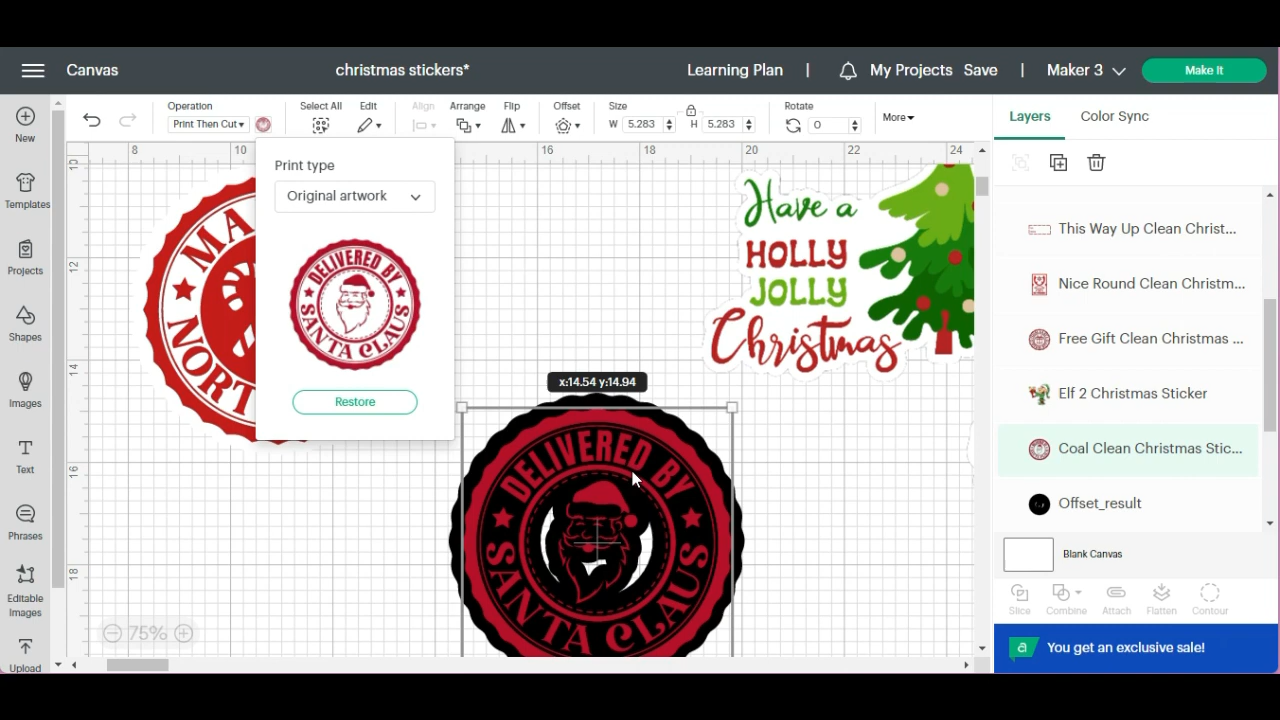 Canvas
christmas stickers*
Learning Plan | My Projects Save | Maker 3
Make It
New
Templates
Projects
Shapes
Images
Text
Phrases
Editable
Images
Upload
Operation
Print Then Cut
Select All
Edit
Align
Arrange
Flip
Offset
Size
W 5.283
H 5.283
Rotate
0
More
8 10 16 18 20 22 24
10
12
14
16
18
Print type
Original artwork
DELIVERED BY
SANTA CLAUS
Restore
MA
NORT
Have a
HOLLY
JOLLY
Christmas
x:14.54 y:14.94
DELIVERED BY
SANTA CLAUS
75%
Layers
Color Sync
This Way Up Clean Christ...
Nice Round Clean Christm...
Free Gift Clean Christmas ...
Elf 2 Christmas Sticker
Coal Clean Christmas Stic...
Offset_result
Blank Canvas
Slice
Combine
Attach
Flatten
Contour
a
You get an exclusive sale!